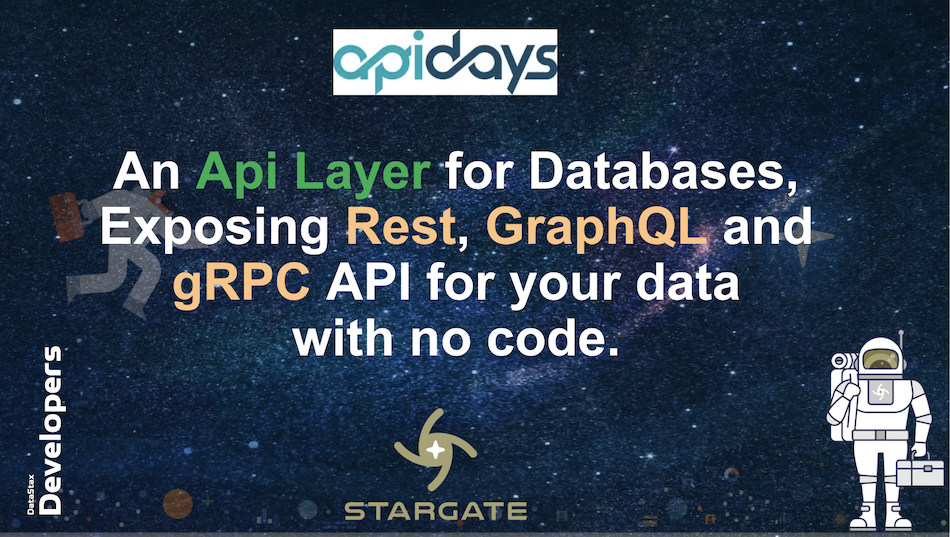 apidays
An Api Layer for Databases,
Exposing Rest, GraphQL and
gRPC API for your data
with no code.
DataStax
Developers
STARGATE